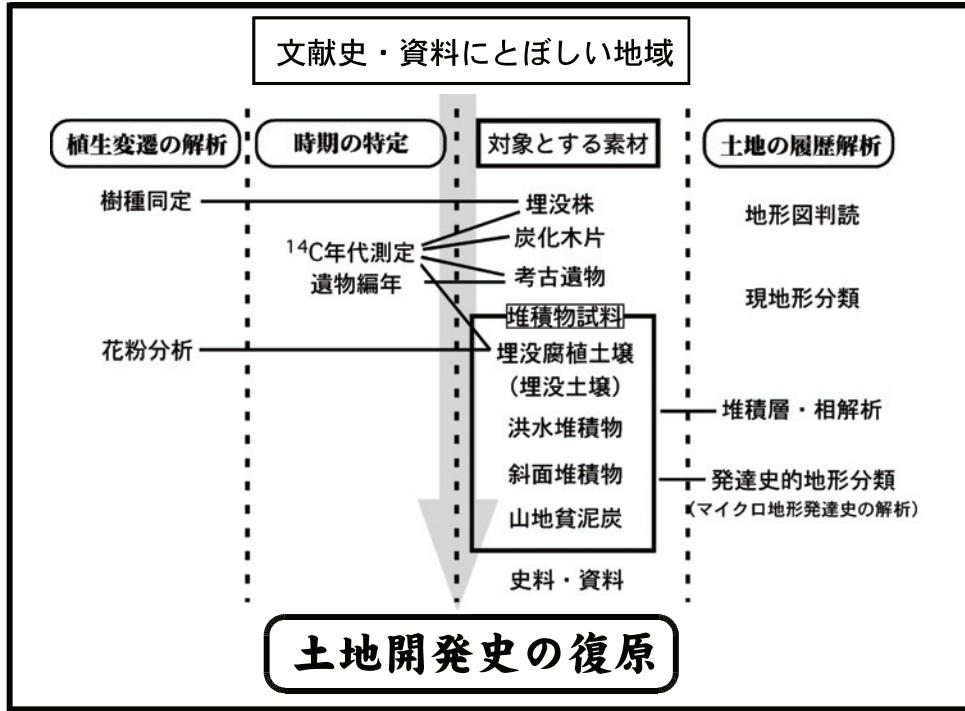 文献史・資料にとぼしい地域
植生変遷の解析
時期の特定
対象とする素材
土地の履歴解析
樹種同定
埋没株
地形図判読
炭化木片
¹⁴C年代測定
遺物編年
考古遺物
現地形分類
堆積物試料
花粉分析
埋没腐植土壌
(埋没土壌)
堆積層・相解析
洪水堆積物
斜面堆積物
発達史的地形分類
(マイクロ地形発達史の解析)
山地貧泥炭
史料・資料
土地開発史の復原